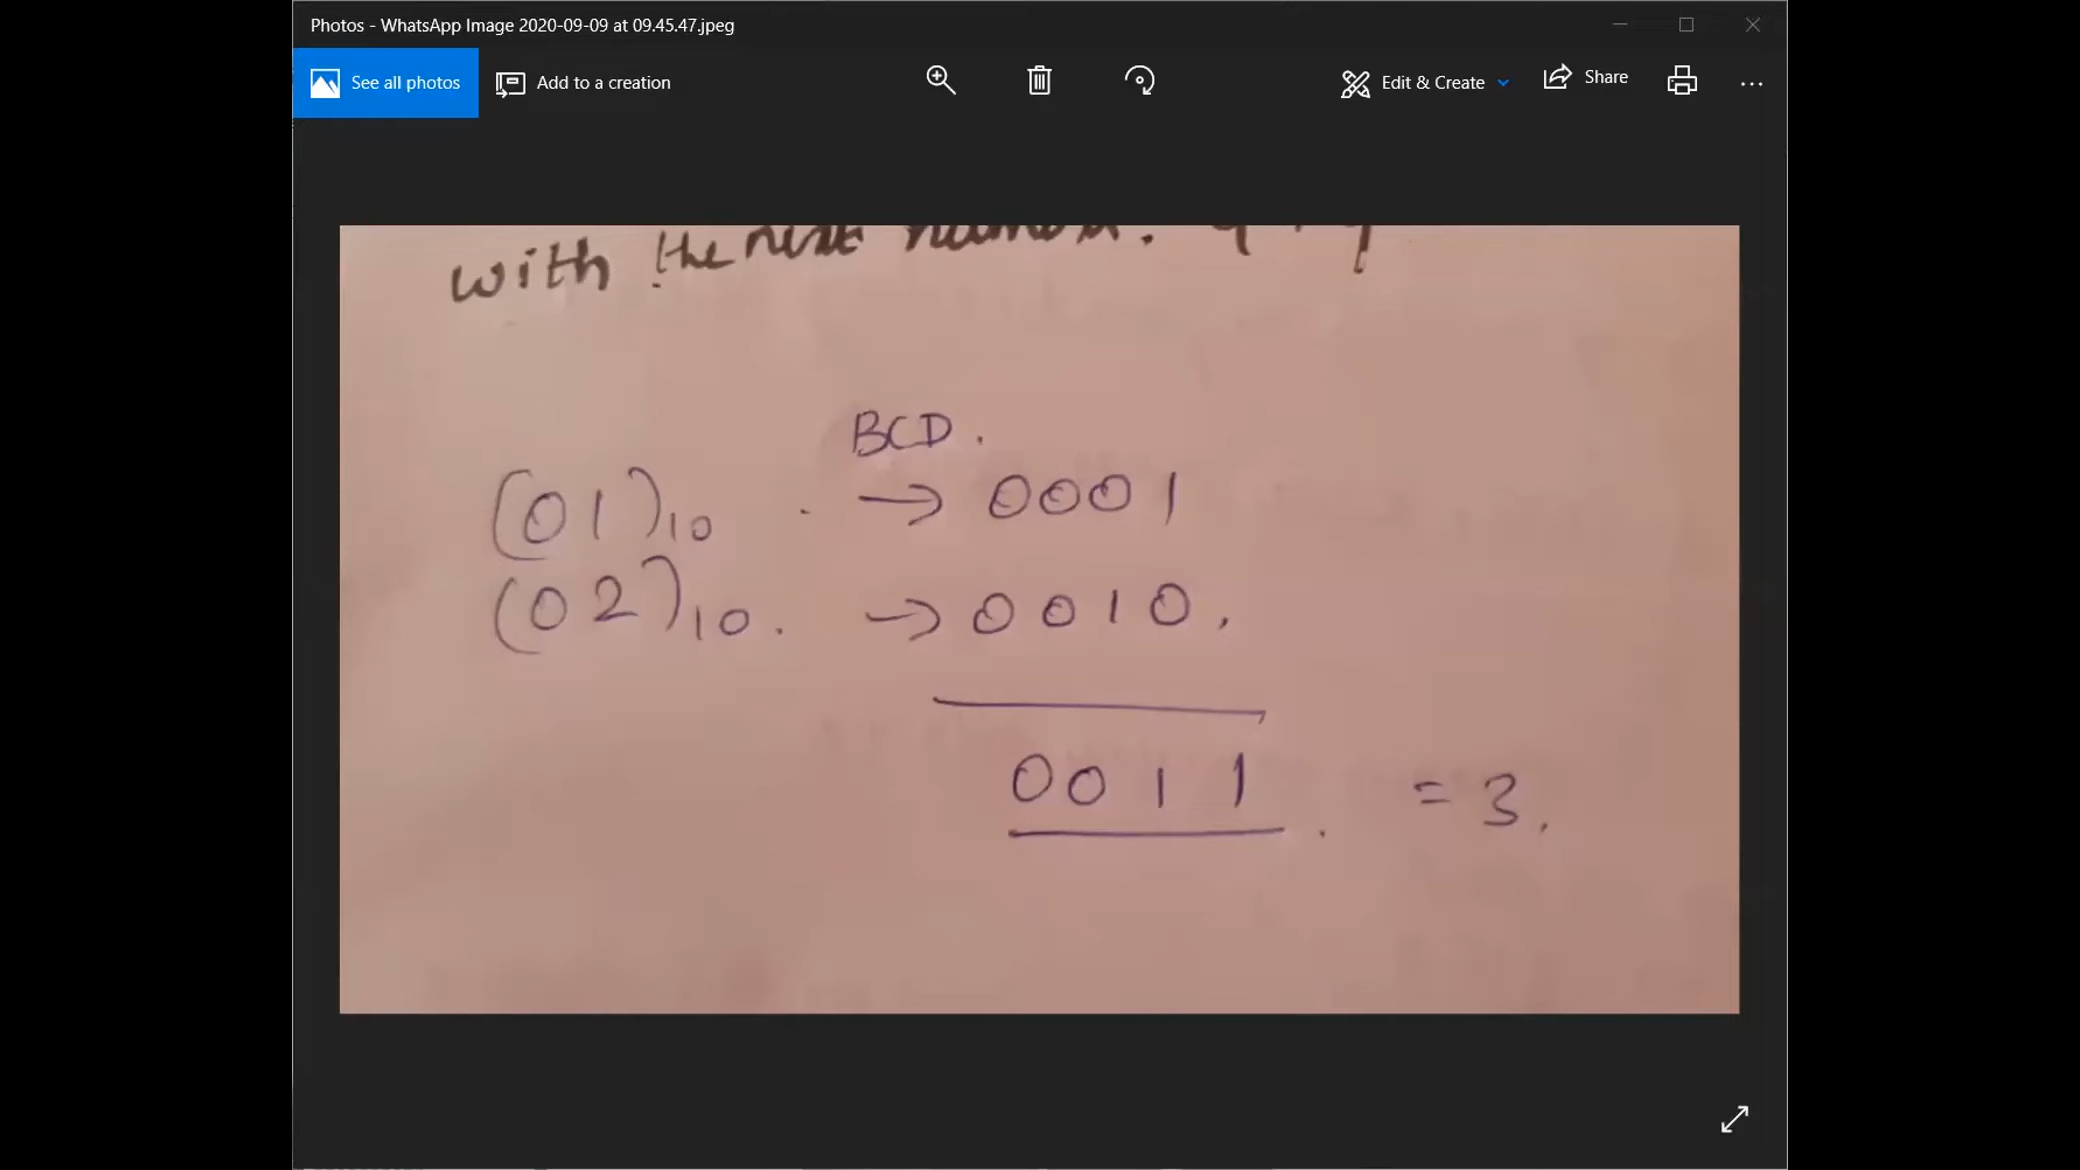 Photos - WhatsApp Image 2020-09-09 at 09.45.47.jpeg
See all photos
Add to a creation
Edit & Create
Share
with the next
BCD.
(01)10 . → 0001
(02)10. → 0010.
0011. = 3.